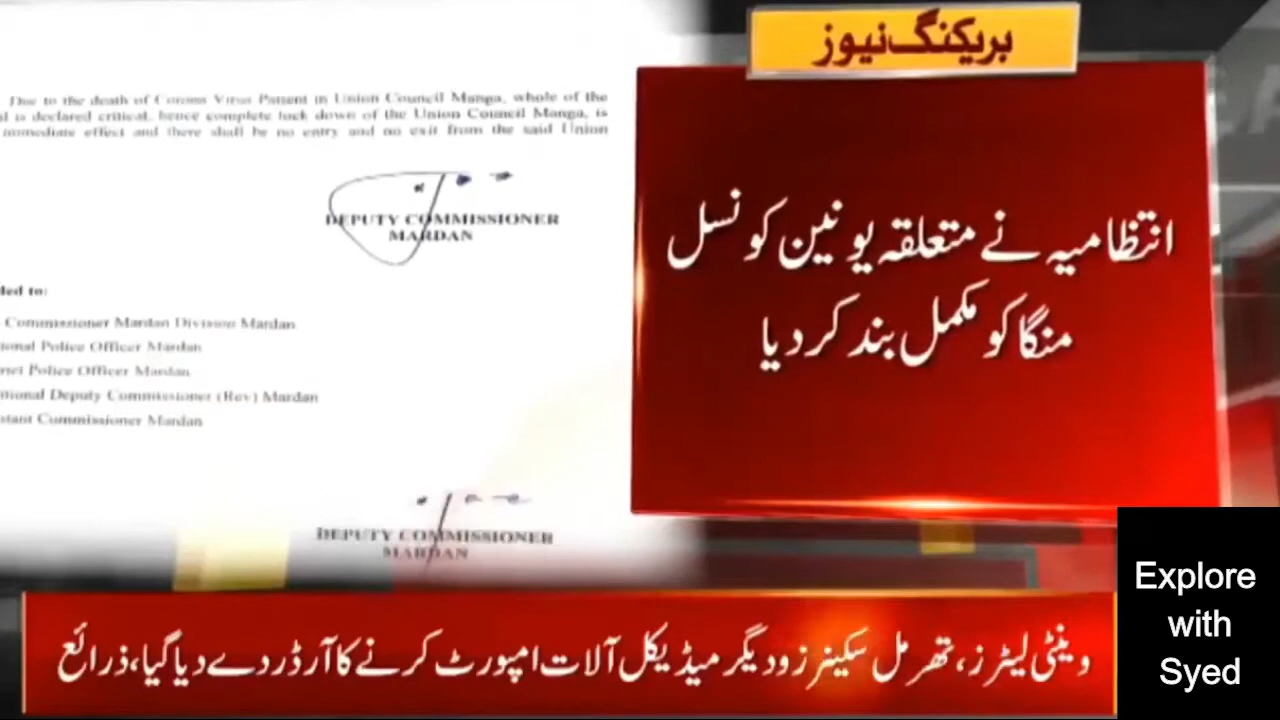 بریکنگ نیوز
Due to the death of Corona Virus Patient in Union Council Manga, whole of the
is declared critical, hence complete lock down of the Union Council Manga, is
immediate effect and there shall be no entry and no exit from the said Union
DEPUTY COMMISSIONER
MARDAN
to:
Commissioner Mardan Division Mardan
Police Officer Mardan
Police Officer Mardan
Deputy Commissioner (Rev) Mardan
Commissioner Mardan
DEPUTY COMMISSIONER
MARDAN
انتظامیہ نے متعلقہ یونین کونسل
منگا کو مکمل بند کر دیا
وینٹی لیٹرز، تھرمل سکینرز و دیگر میڈیکل آلات امپورٹ کرنے کا آرڈر دے دیا گیا، ذرائع
Explore
with
Syed